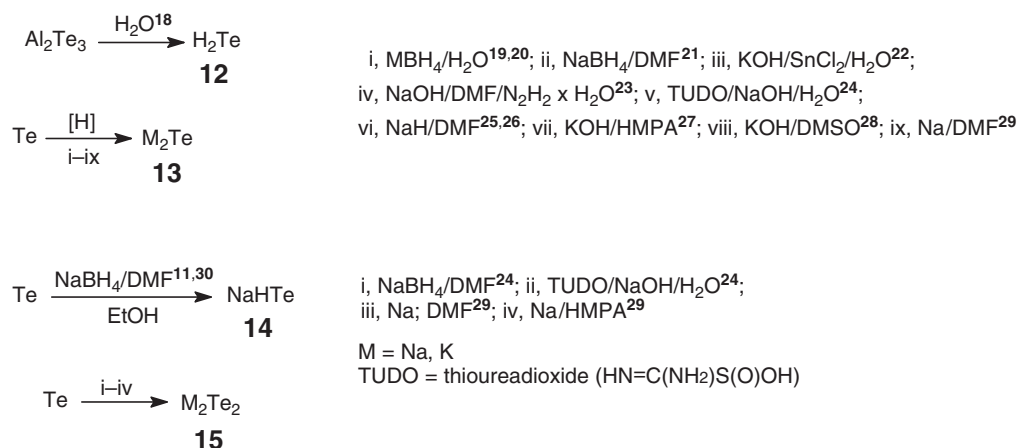 Al₂Te₃ H₂O¹⁸ H₂Te
12
i, MBH₄/H₂O¹⁹,²⁰; ii, NaBH₄/DMF²¹; iii, KOH/SnCl₂/H₂O²²;
iv, NaOH/DMF/N₂H₂ x H₂O²³; v, TUDO/NaOH/H₂O²⁴;
vi, NaH/DMF²⁵,²⁶; vii, KOH/HMPA²⁷; viii, KOH/DMSO²⁸; ix, Na/DMF²⁹
Te [H] i–ix M₂Te
13
Te NaBH₄/DMF¹¹,³⁰ EtOH NaHTe
14
i, NaBH₄/DMF²⁴; ii, TUDO/NaOH/H₂O²⁴;
iii, Na; DMF²⁹; iv, Na/HMPA²⁹
M = Na, K
TUDO = thioureadioxide (HN=C(NH₂)S(O)OH)
Te i–iv M₂Te₂
15